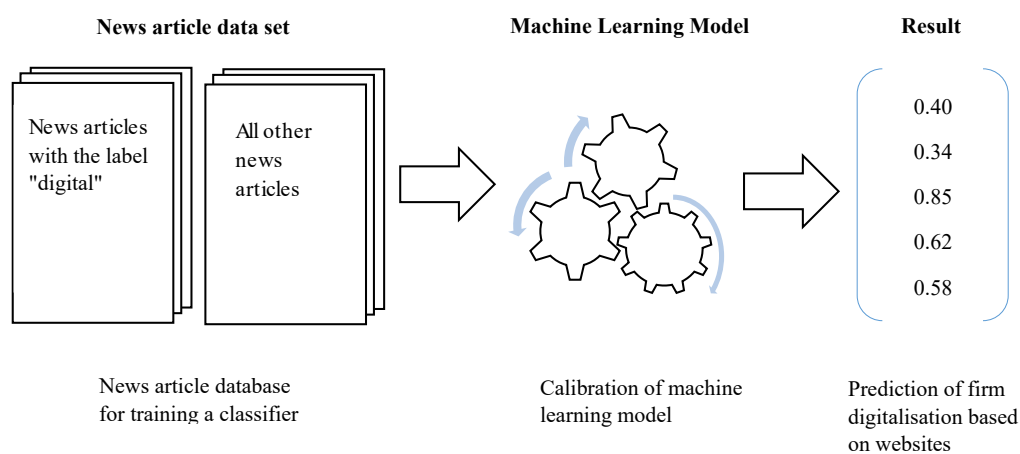 News article data set
Machine Learning Model
Result
News articles
with the label
"digital"
All other
news
articles
0.40
0.34
0.85
0.62
0.58
News article database
for training a classifier
Calibration of machine
learning model
Prediction of firm
digitalisation based
on websites